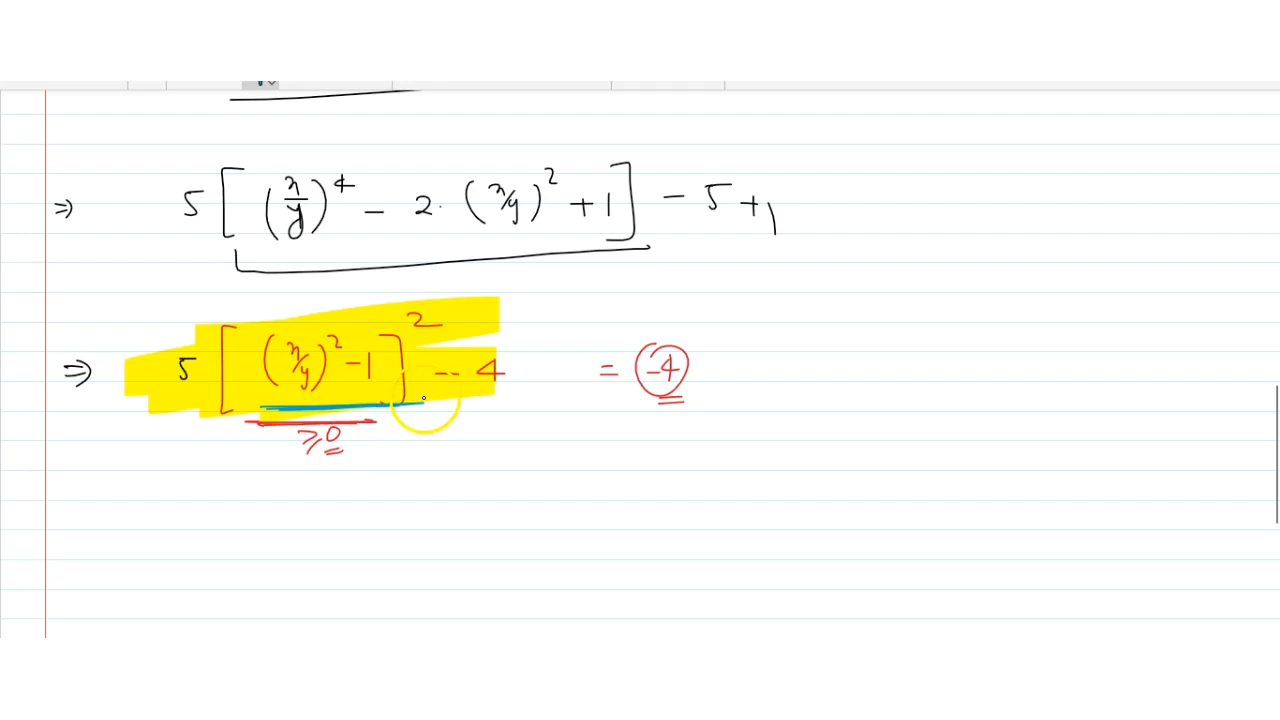 ⇒ 5 [ (x/y)^4 - 2. (x/y)^2 + 1 ] - 5 + 1
⇒ 5 [ (x/y)^2 - 1 ]^2 -- 4 = -4
≥ 0